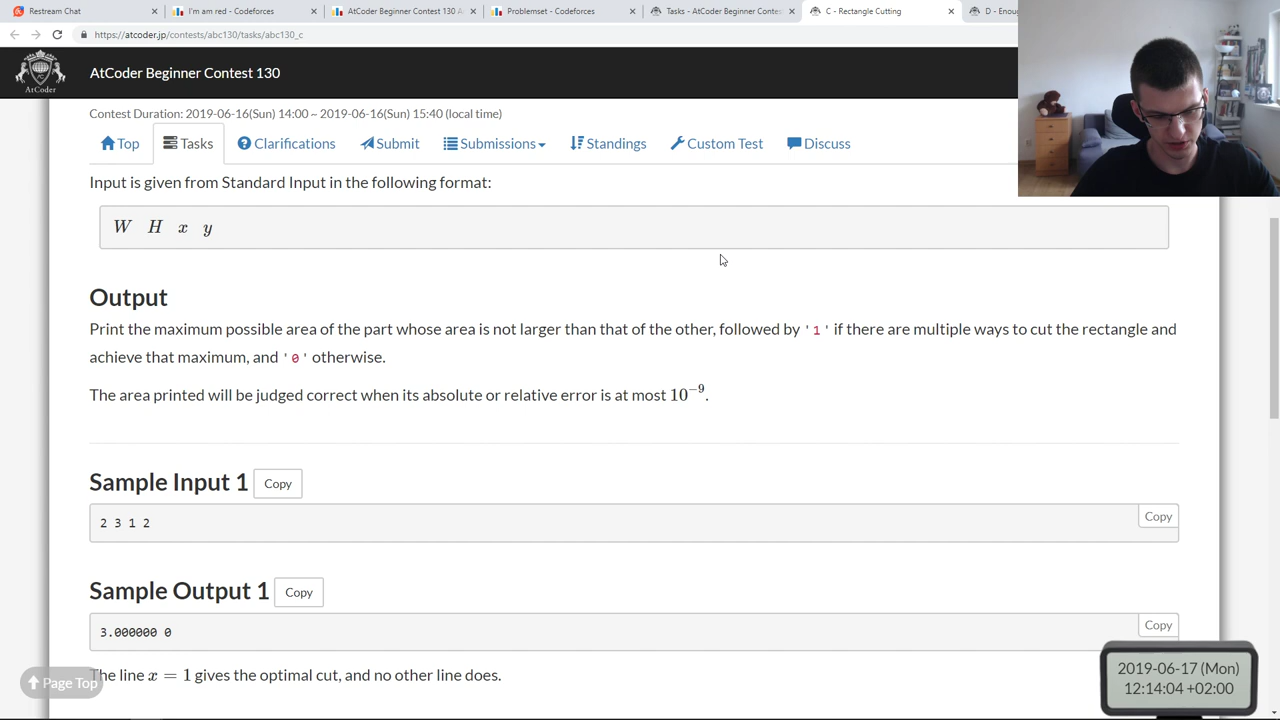 Restream Chat
I'm am red - Codeforces
AtCoder Beginner Contest 130 A
Problemset - Codeforces
Tasks - AtCoder Beginner Contest
C - Rectangle Cutting
D - Enoug
https://atcoder.jp/contests/abc130/tasks/abc130_c
AtCoder
AtCoder Beginner Contest 130
Contest Duration: 2019-06-16(Sun) 14:00 ~ 2019-06-16(Sun) 15:40 (local time)
Top Tasks Clarifications Submit Submissions Standings Custom Test Discuss
Input is given from Standard Input in the following format:
W H x y
Output
Print the maximum possible area of the part whose area is not larger than that of the other, followed by '1' if there are multiple ways to cut the rectangle and
achieve that maximum, and '0' otherwise.
The area printed will be judged correct when its absolute or relative error is at most 10^{-9}.
Sample Input 1 Copy
2 3 1 2 Copy
Sample Output 1 Copy
3.000000 0 Copy
The line x = 1 gives the optimal cut, and no other line does.
Page Top
2019-06-17 (Mon)
12:14:04 +02:00